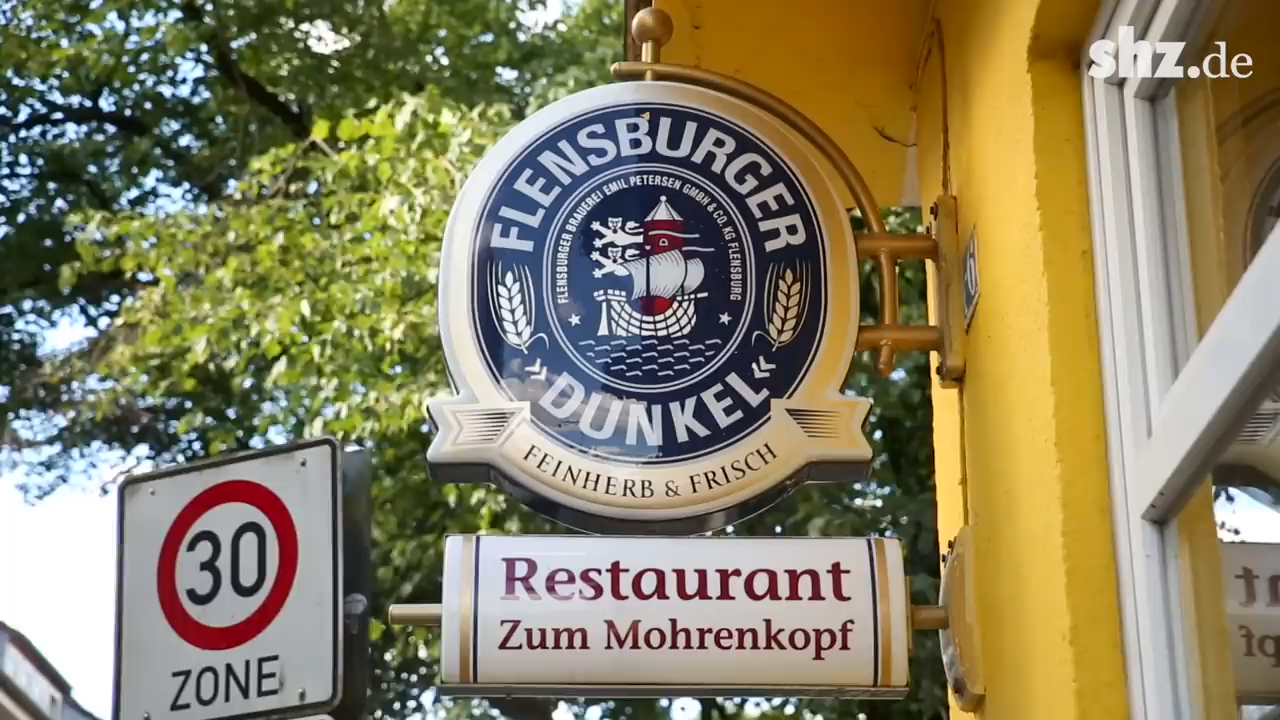 shz.de
FLENSBURGER
FLENSBURGER BRAUEREI EMIL PETERSEN GMBH & CO. KG FLENSBURG
DUNKEL
FEINHERB & FRISCH
30
ZONE
Restaurant
Zum Mohrenkopf